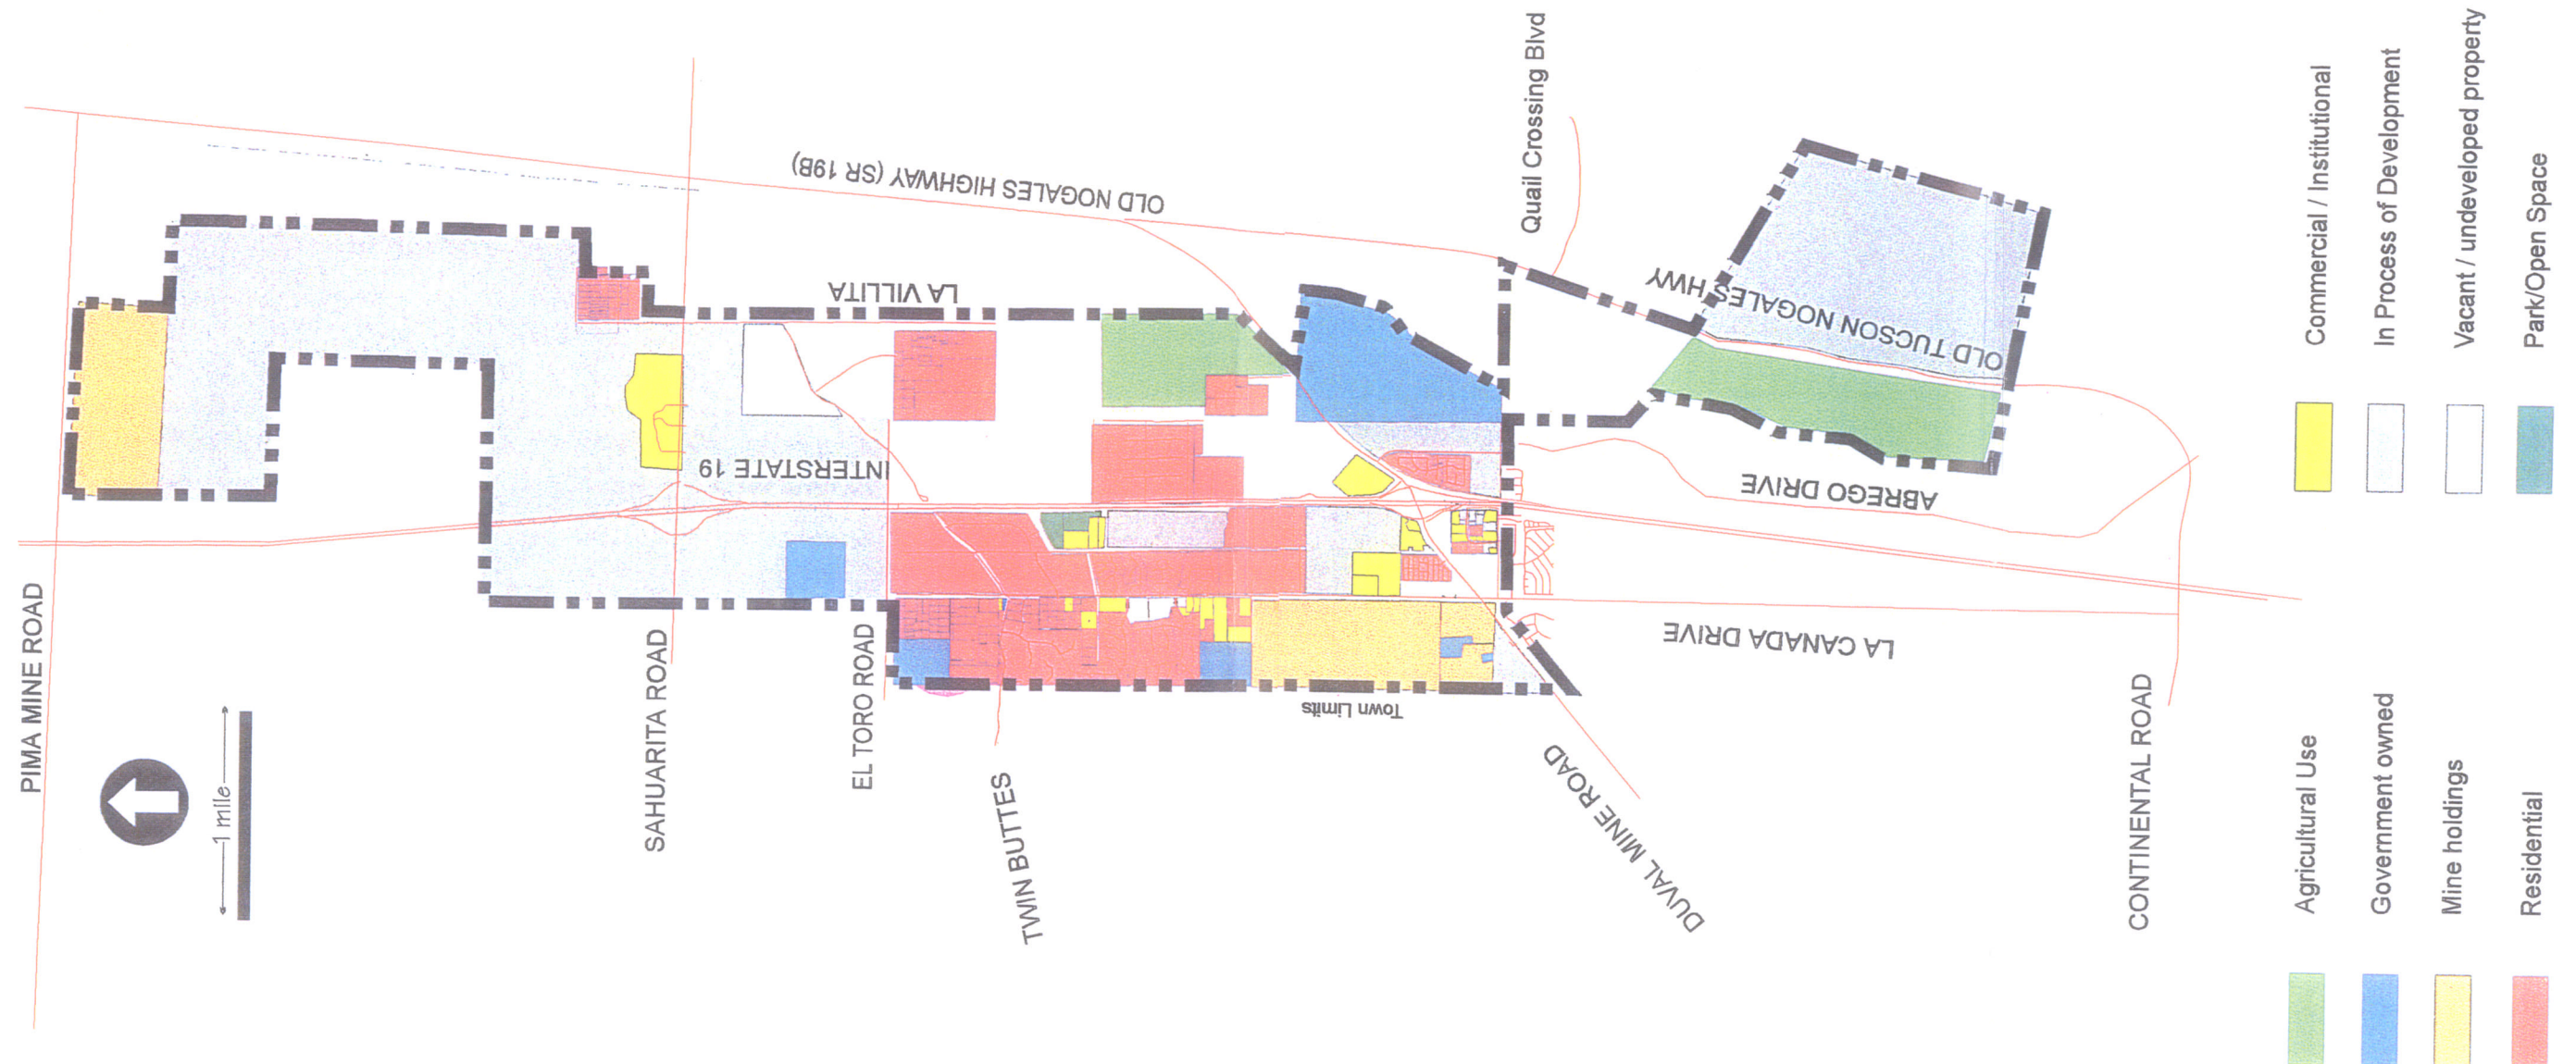 PIMA MINE ROAD
1 mile
SAHUARITA ROAD
EL TORO ROAD
TWIN BUTTES
INTERSTATE 19
LA VILLITA
OLD NOGALES HIGHWAY (SR 19B)
Quail Crossing Blvd
OLD TUCSON NOGALES HWY
ABREGO DRIVE
LA CANADA DRIVE
Town Limits
DUVAL MINE ROAD
CONTINENTAL ROAD
Agricultural Use
Government owned
Mine holdings
Residential
Commercial / Institutional
In Process of Development
Vacant / undeveloped property
Park/Open Space